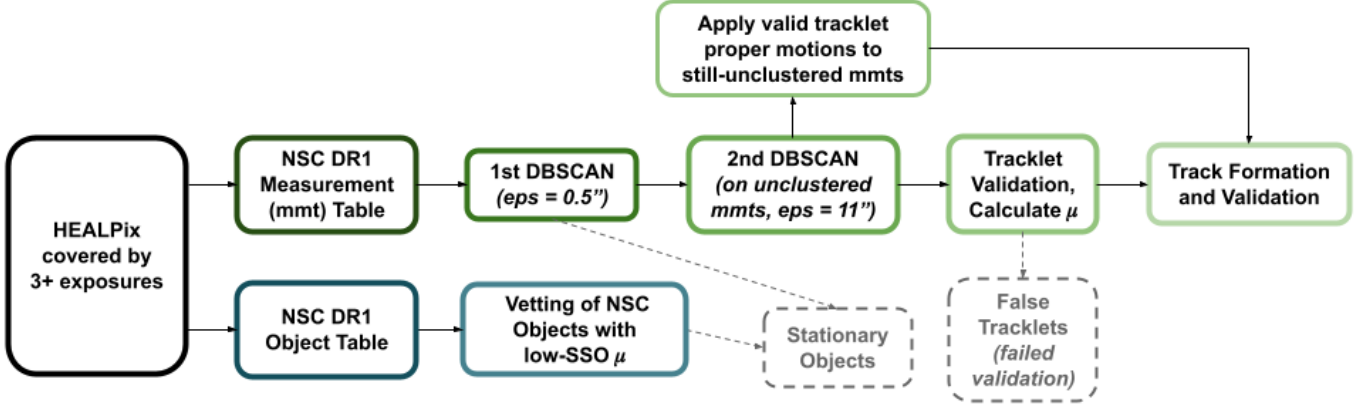 Apply valid tracklet
proper motions to
still-unclustered mmts
HEALPix
covered by
3+ exposures
NSC DR1
Measurement
(mmt) Table
1st DBSCAN
(eps = 0.5”)
2nd DBSCAN
(on unclustered
mmts, eps = 11”)
Tracklet
Validation,
Calculate μ
Track Formation
and Validation
NSC DR1
Object Table
Vetting of NSC
Objects with
low-SSO μ
Stationary
Objects
False
Tracklets
(failed
validation)